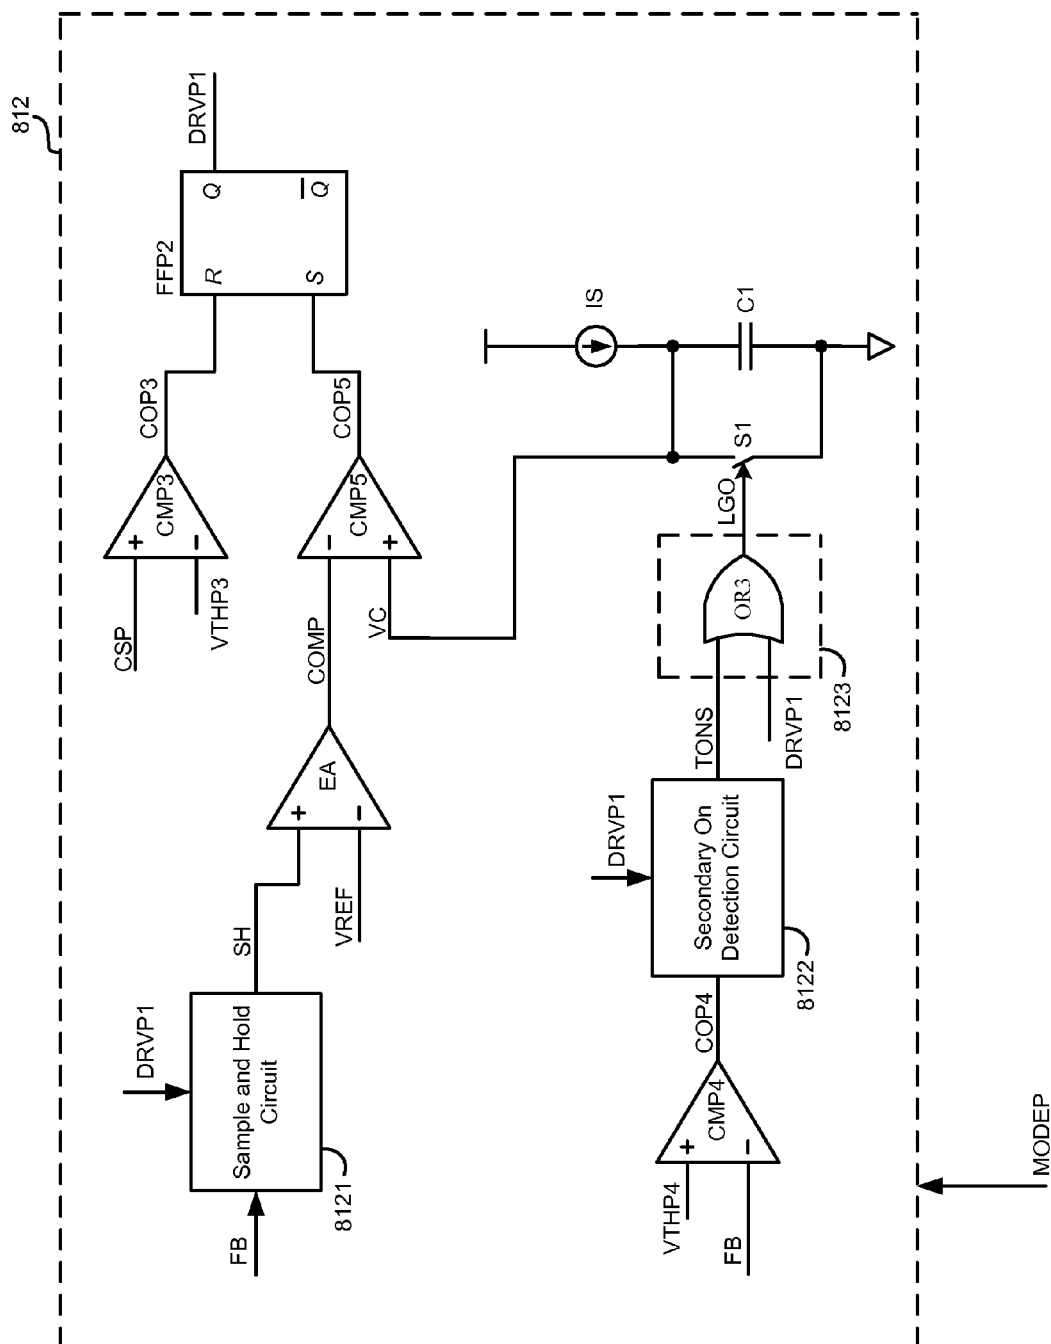 812
DRVP1
FFP2
R
Q
S
Q
COP3
CMP3
+
−
CSP
VTHP3
COP5
CMP5
−
+
COMP
VC
EA
+
−
SH
VREF
DRVP1
Sample and Hold
Circuit
8121
FB
IS
C1
S1
LGO
OR3
8123
TONS
DRVP1
DRVP1
Secondary On
Detection Circuit
8122
COP4
CMP4
+
−
VTHP4
FB
MODEP